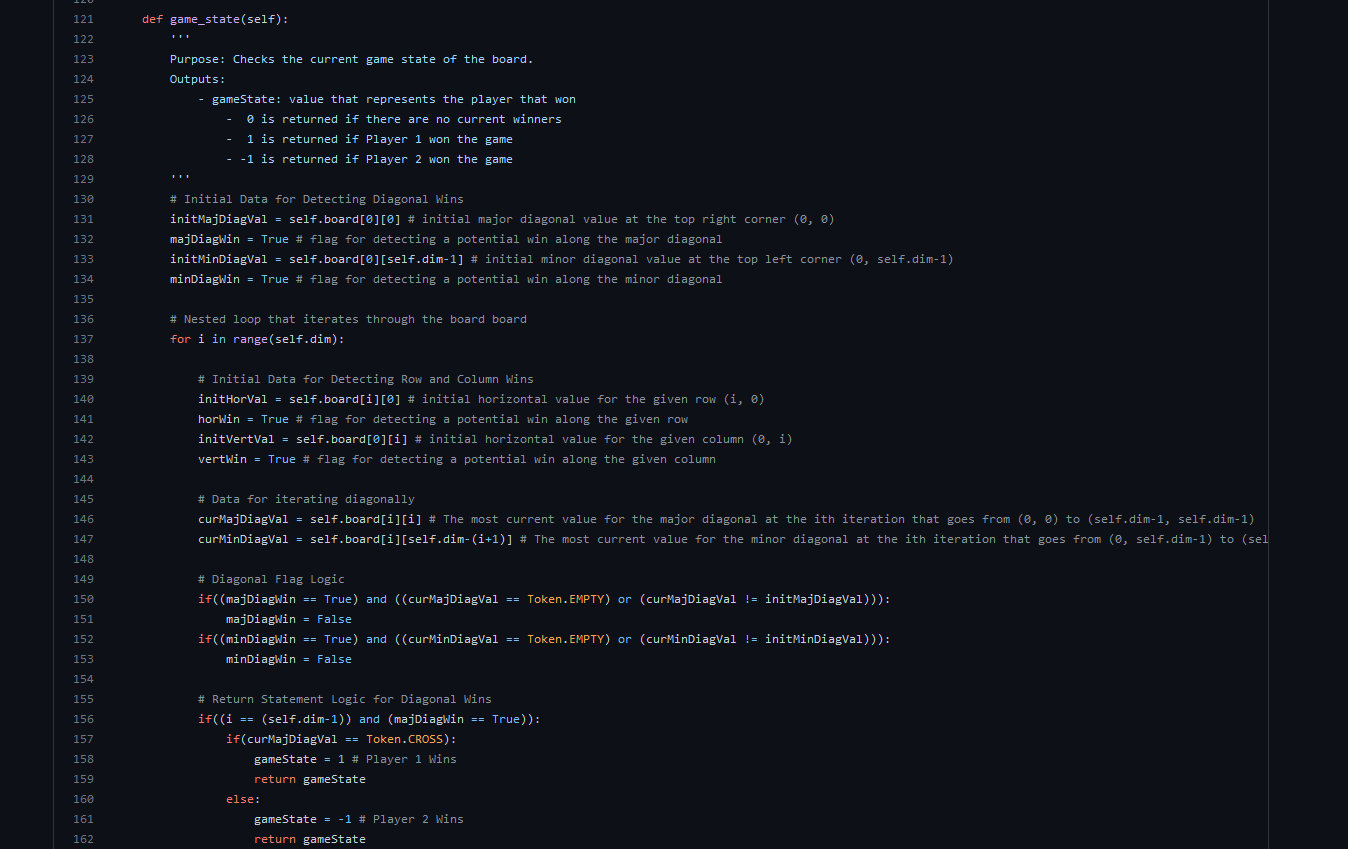 121 def game_state(self):
122 '''
123 Purpose: Checks the current game state of the board.
124 Outputs:
125 - gameState: value that represents the player that won
126 -  0 is returned if there are no current winners
127 -  1 is returned if Player 1 won the game
128 - -1 is returned if Player 2 won the game
129 '''
130 # Initial Data for Detecting Diagonal Wins
131 initMajDiagVal = self.board[0][0] # initial major diagonal value at the top right corner (0, 0)
132 majDiagWin = True # flag for detecting a potential win along the major diagonal
133 initMinDiagVal = self.board[0][self.dim-1] # initial minor diagonal value at the top left corner (0, self.dim-1)
134 minDiagWin = True # flag for detecting a potential win along the minor diagonal
135
136 # Nested loop that iterates through the board board
137 for i in range(self.dim):
138
139 # Initial Data for Detecting Row and Column Wins
140 initHorVal = self.board[i][0] # initial horizontal value for the given row (i, 0)
141 horWin = True # flag for detecting a potential win along the given row
142 initVertVal = self.board[0][i] # initial horizontal value for the given column (0, i)
143 vertWin = True # flag for detecting a potential win along the given column
144
145 # Data for iterating diagonally
146 curMajDiagVal = self.board[i][i] # The most current value for the major diagonal at the ith iteration that goes from (0, 0) to (self.dim-1, self.dim-1)
147 curMinDiagVal = self.board[i][self.dim-(i+1)] # The most current value for the minor diagonal at the ith iteration that goes from (0, self.dim-1) to (sel
148
149 # Diagonal Flag Logic
150 if((majDiagWin == True) and ((curMajDiagVal == Token.EMPTY) or (curMajDiagVal != initMajDiagVal))):
151 majDiagWin = False
152 if((minDiagWin == True) and ((curMinDiagVal == Token.EMPTY) or (curMinDiagVal != initMinDiagVal))):
153 minDiagWin = False
154
155 # Return Statement Logic for Diagonal Wins
156 if((i == (self.dim-1)) and (majDiagWin == True)):
157 if(curMajDiagVal == Token.CROSS):
158 gameState = 1 # Player 1 Wins
159 return gameState
160 else:
161 gameState = -1 # Player 2 Wins
162 return gameState